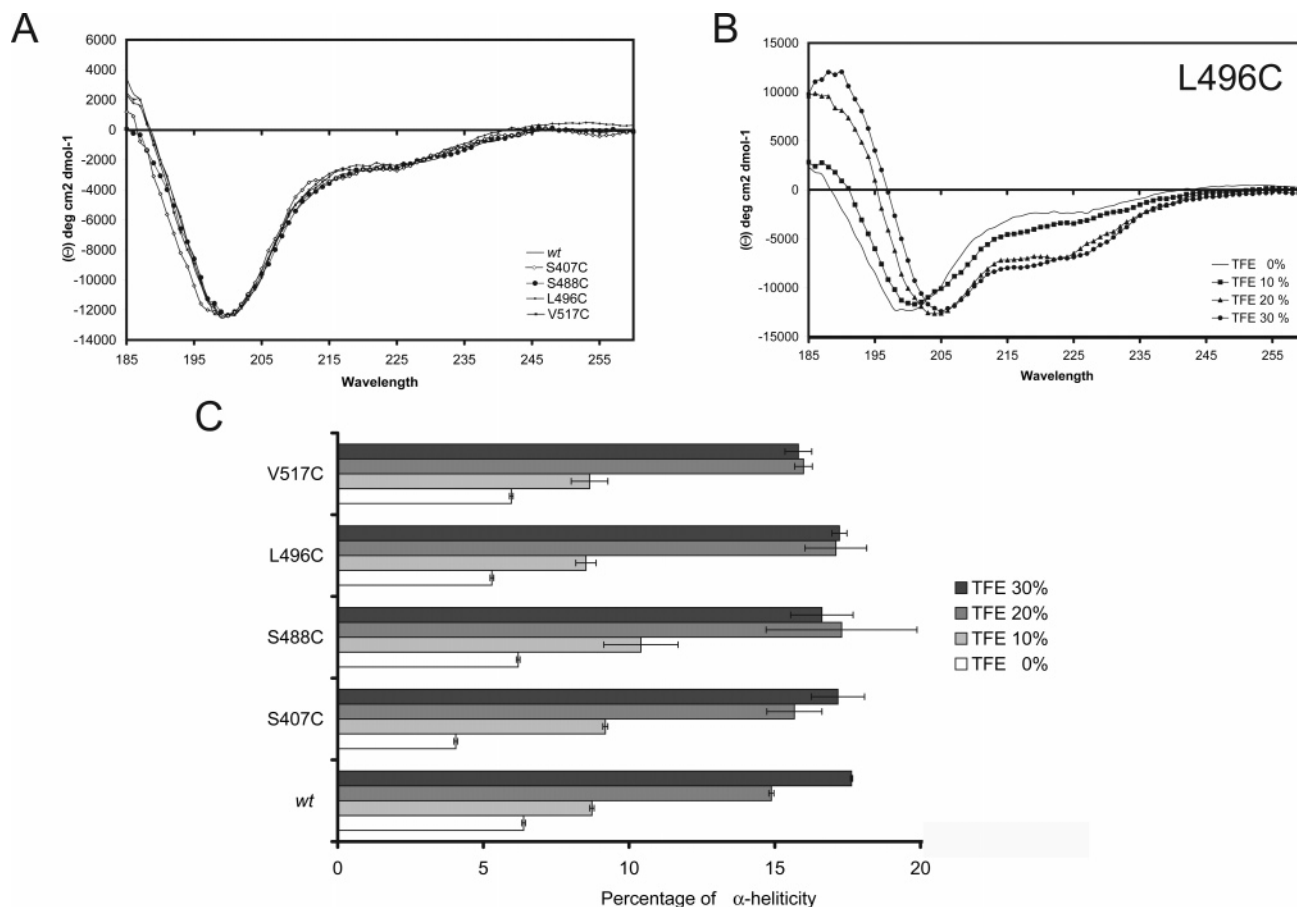 A
6000
4000
2000
0
-2000
-4000
-6000
-8000
-10000
-12000
-14000
(Θ) deg cm2 dmol-1
185 195 205 215 225 235 245 255
Wavelength
wt
S407C
S488C
L496C
V517C
B
L496C
15000
10000
5000
0
-5000
-10000
-15000
(Θ) deg cm2 dmol-1
185 195 205 215 225 235 245 255
Wavelength
TFE 0%
TFE 10 %
TFE 20 %
TFE 30 %
C
V517C
L496C
S488C
S407C
wt
0 5 10 15 20
Percentage of α-heliticity
TFE 30%
TFE 20%
TFE 10%
TFE 0%